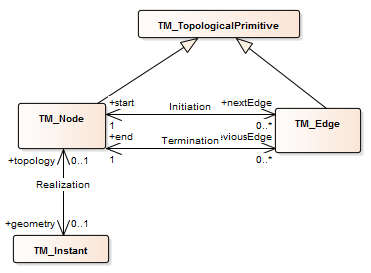 TM_TopologicalPrimitive
+start
Initiation
+nextEdge
TM_Node
1
0..*
TM_Edge
+end
Termination
viousEdge
1
0..*
+topology
0..1
Realization
+geometry
0..1
TM_Instant